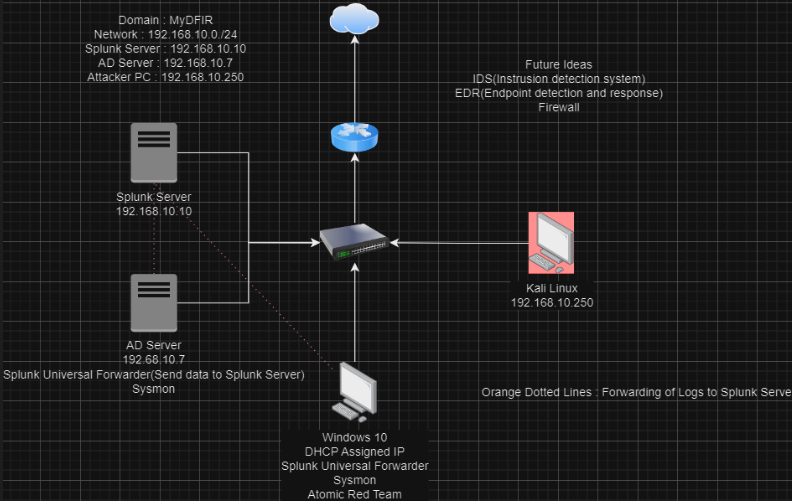 Domain : MyDFIR
Network : 192.168.10.0./24
Splunk Server : 192.168.10.10
AD Server : 192.168.10.7
Attacker PC : 192.168.10.250
Future Ideas
IDS(Instrusion detection system)
EDR(Endpoint detection and response)
Firewall
Splunk Server
192.168.10.10
Kali Linux
192.168.10.250
AD Server
192.68.10.7
Splunk Universal Forwarder(Send data to Splunk Server)
Sysmon
Orange Dotted Lines : Forwarding of Logs to Splunk Serve
Windows 10
DHCP Assigned IP
Splunk Universal Forwarder
Sysmon
Atomic Red Team